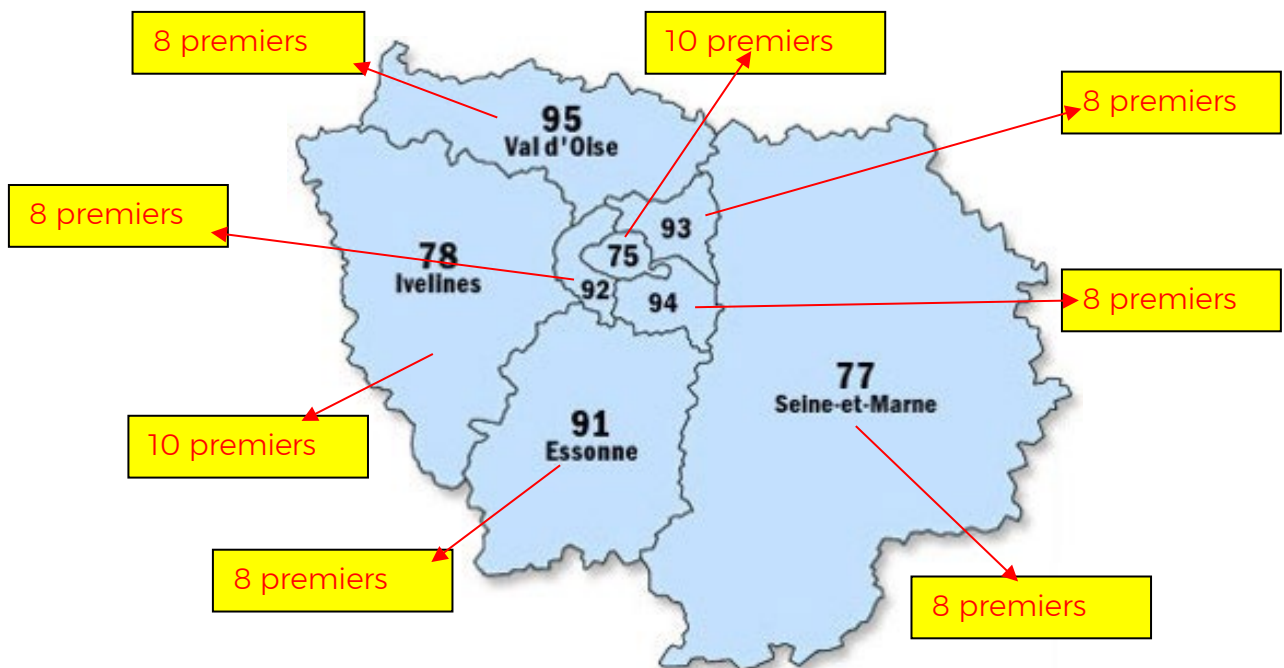 8 premiers
10 premiers
8 premiers
95
Val d'Oise
8 premiers
93
75
78
Ivelines
92
94
8 premiers
77
Seine-et-Marne
10 premiers
91
Essonne
8 premiers
8 premiers